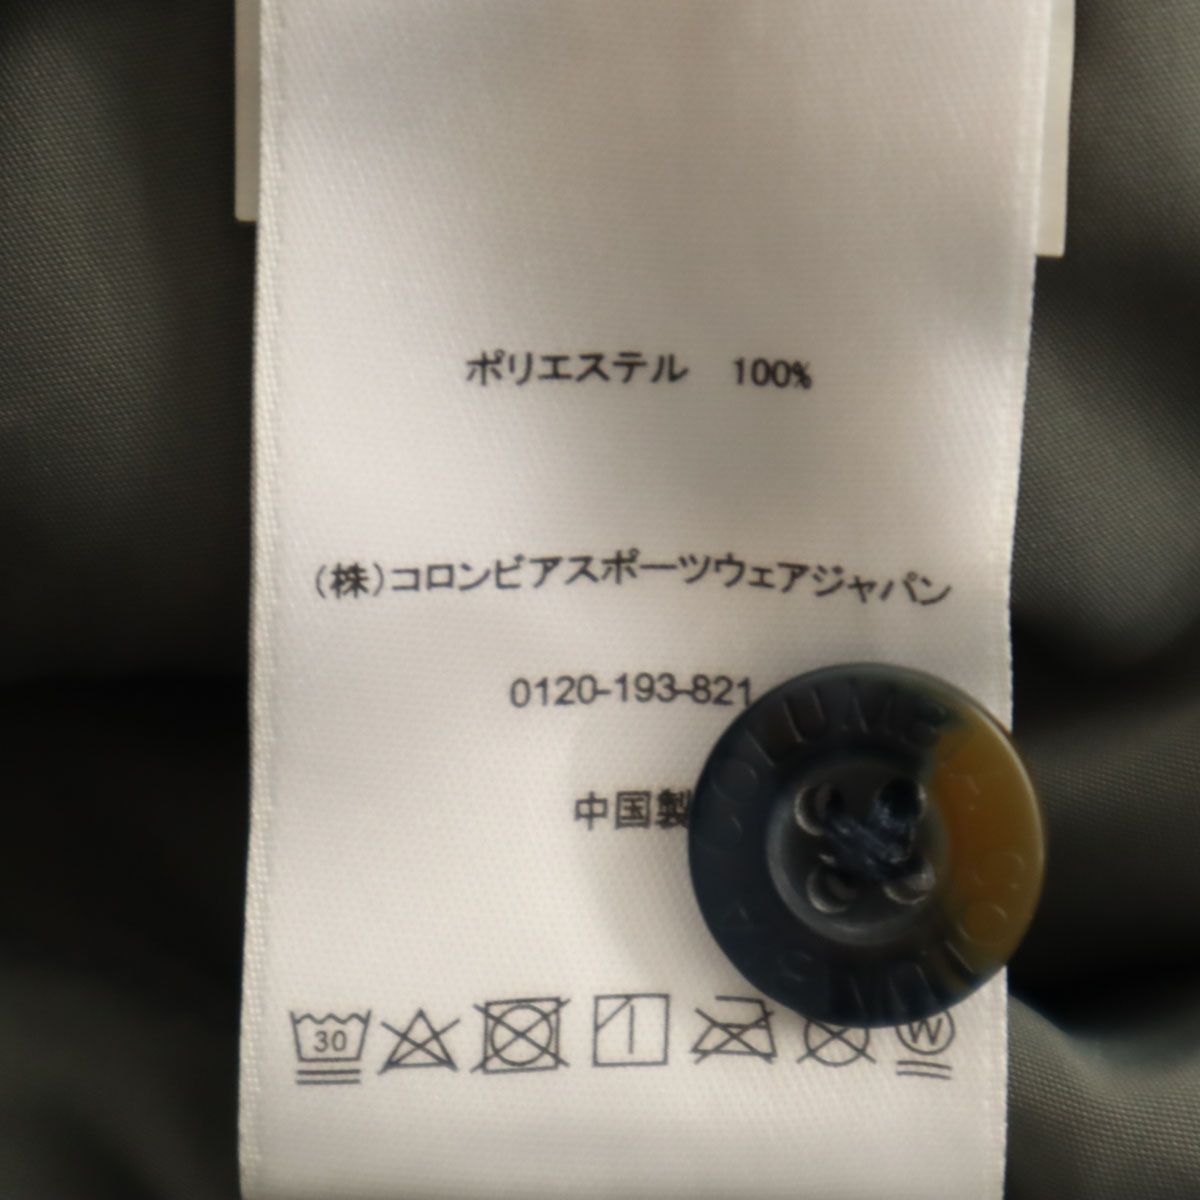 ポリエステル 100%
(株)コロンビアスポーツウェアジャパン
0120-193-821
中国製
30
W